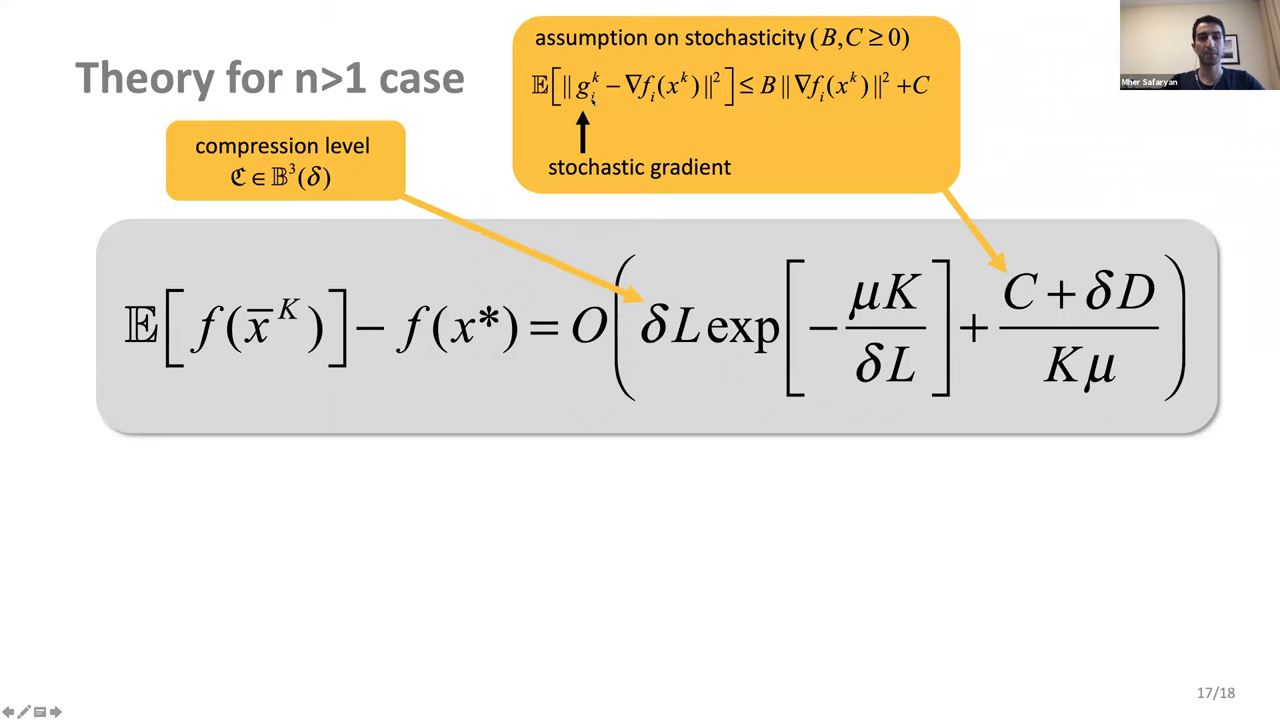 Theory for n>1 case
assumption on stochasticity (B, C ≥ 0)
𝔼[‖g_i^k − ∇f_i(x^k)‖²] ≤ B‖∇f_i(x^k)‖² + C
stochastic gradient
compression level
ℭ ∈ 𝔹³(δ)
𝔼[f(x̄^K)] − f(x*) = O(δL exp[−μK/δL] + (C + δD)/Kμ)
Mher Safaryan
17/18